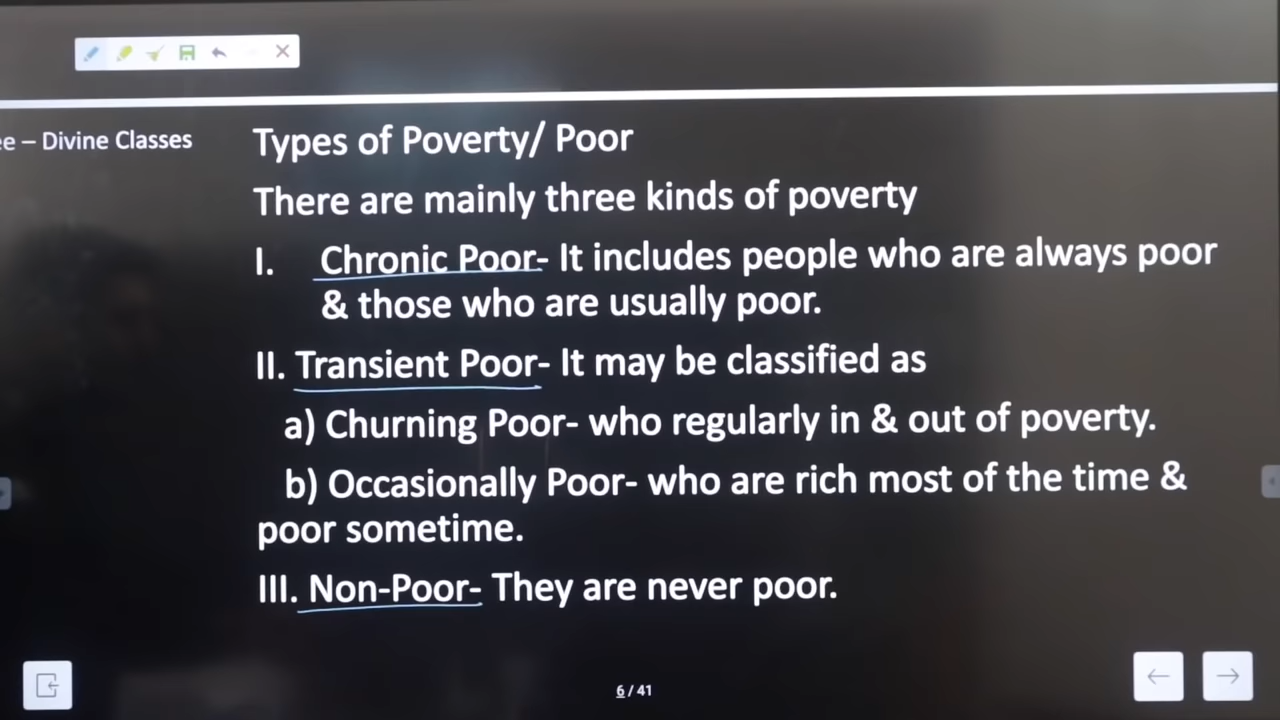 – Divine Classes
Types of Poverty/ Poor
There are mainly three kinds of poverty
I. Chronic Poor- It includes people who are always poor
& those who are usually poor.
II. Transient Poor- It may be classified as
a) Churning Poor- who regularly in & out of poverty.
b) Occasionally Poor- who are rich most of the time &
poor sometime.
III. Non-Poor- They are never poor.
6 / 41